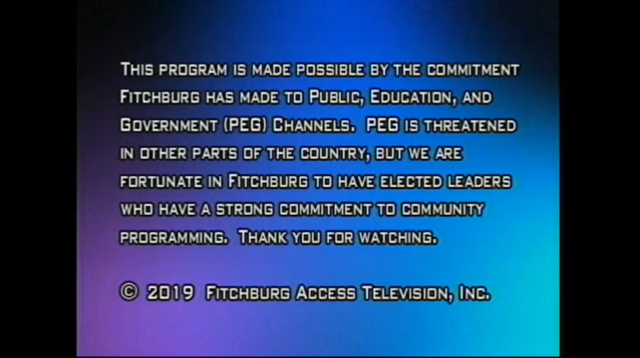 This program is made possible by the commitment
Fitchburg has made to Public, Education, and
Government (PEG) Channels.  PEG is threatened
in other parts of the country, but we are
fortunate in Fitchburg to have elected leaders
who have a strong commitment to community
programming.  Thank you for watching.
© 2019  Fitchburg Access Television, Inc.